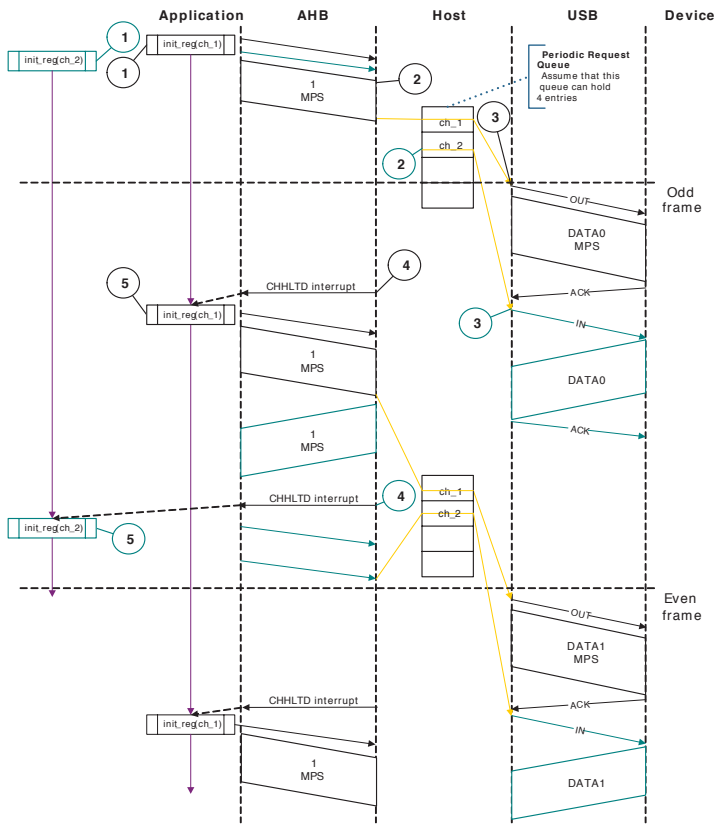 Application AHB Host USB Device
1
init_reg(ch_2)
init_reg(ch_1)
1
1
MPS
2
Periodic Request
Queue
Assume that this
queue can hold
4 entries
3
ch_1
ch_2
2
Odd
frame
OUT
DATA0
MPS
ACK
4
CHHLTD interrupt
5
init_reg(ch_1)
3
IN
1
MPS
DATA0
ACK
1
MPS
4
CHHLTD interrupt
ch_1
ch_2
init_reg(ch_2)
5
Even
frame
OUT
DATA1
MPS
ACK
CHHLTD interrupt
init_reg(ch_1)
IN
1
MPS
DATA1